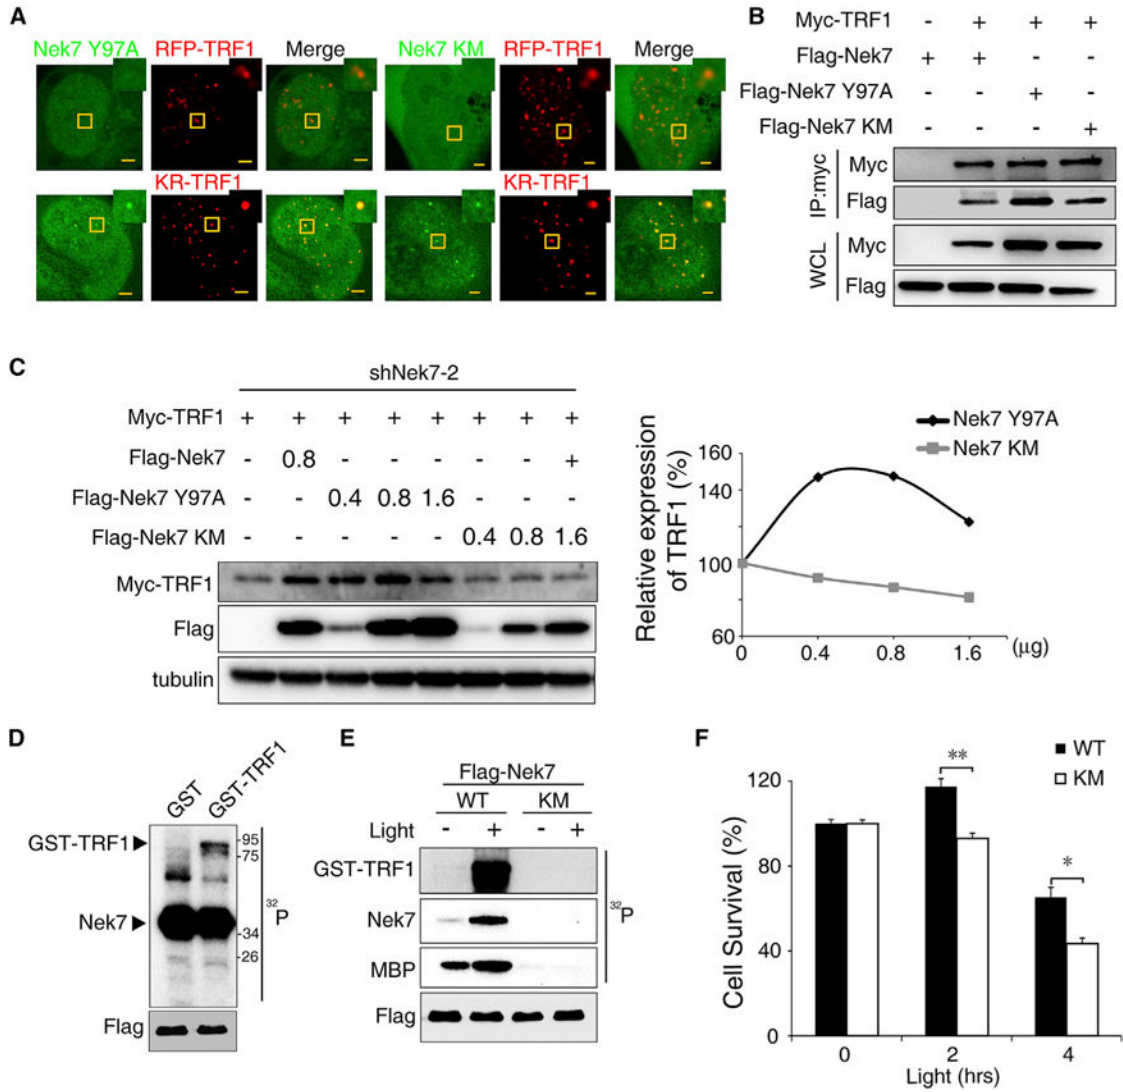 A
Nek7 Y97A RFP-TRF1 Merge Nek7 KM RFP-TRF1 Merge
KR-TRF1 KR-TRF1
B
Myc-TRF1 - + + +
Flag-Nek7 + + - -
Flag-Nek7 Y97A - - + -
Flag-Nek7 KM - - - +
IP:myc
Myc
Flag
WCL
Myc
Flag
C
shNek7-2
Myc-TRF1 + + + + + + + +
Flag-Nek7 - 0.8 - - - - - +
Flag-Nek7 Y97A - - 0.4 0.8 1.6 - - -
Flag-Nek7 KM - - - - - 0.4 0.8 1.6
Myc-TRF1
Flag
tubulin
Nek7 Y97A
Nek7 KM
Relative expression
of TRF1 (%)
160
140
100
60
0 0.4 0.8 1.6 (μg)
D
GST GST-TRF1
GST-TRF1
Nek7
-95
-75
-34
-26
32P
Flag
E
Flag-Nek7
WT KM
Light - + - +
GST-TRF1
Nek7
MBP
32P
Flag
F
WT
KM
Cell Survival (%)
120
80
40
0
** *
0 2 4
Light (hrs)